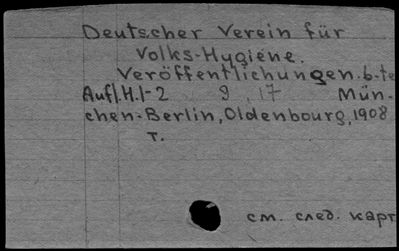 Deutscher Verein für
Volks-Hygiene.
Veröffentlichungen. 6-te
Aufl. H. 1-2 9, 17 Mün-
chen-Berlin, Oldenbourg, 1908
т.
см. след. карт